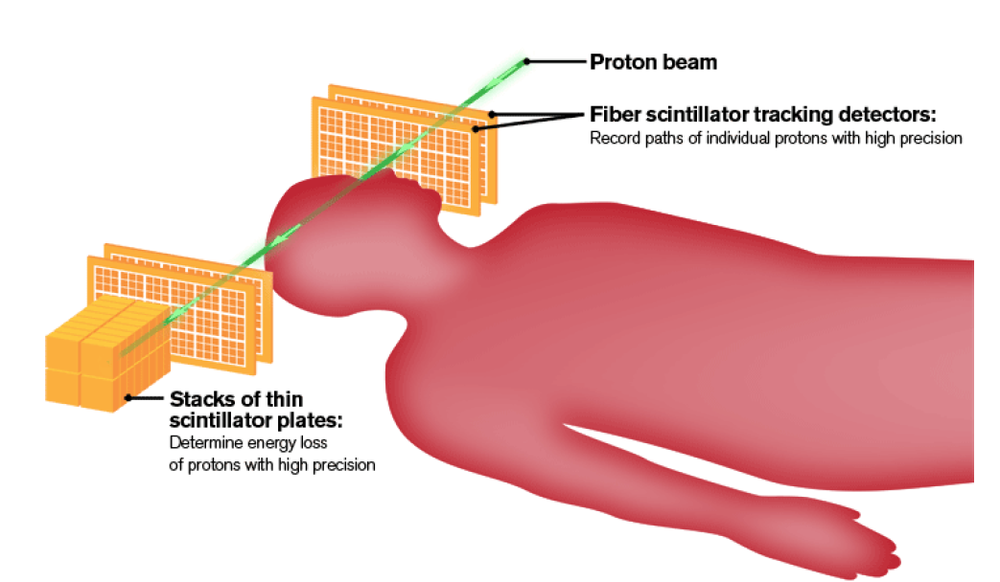 Proton beam
Fiber scintillator tracking detectors:
Record paths of individual protons with high precision
Stacks of thin
scintillator plates:
Determine energy loss
of protons with high precision